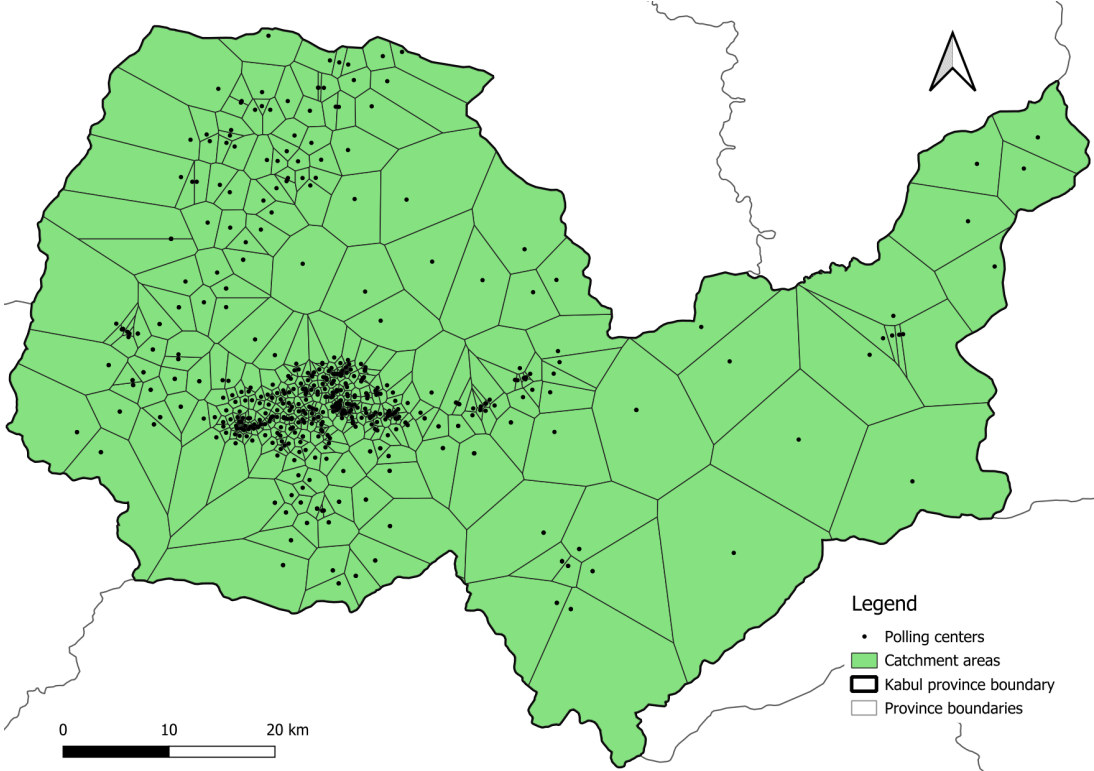 Legend
Polling centers
Catchment areas
Kabul province boundary
Province boundaries
0 10 20 km